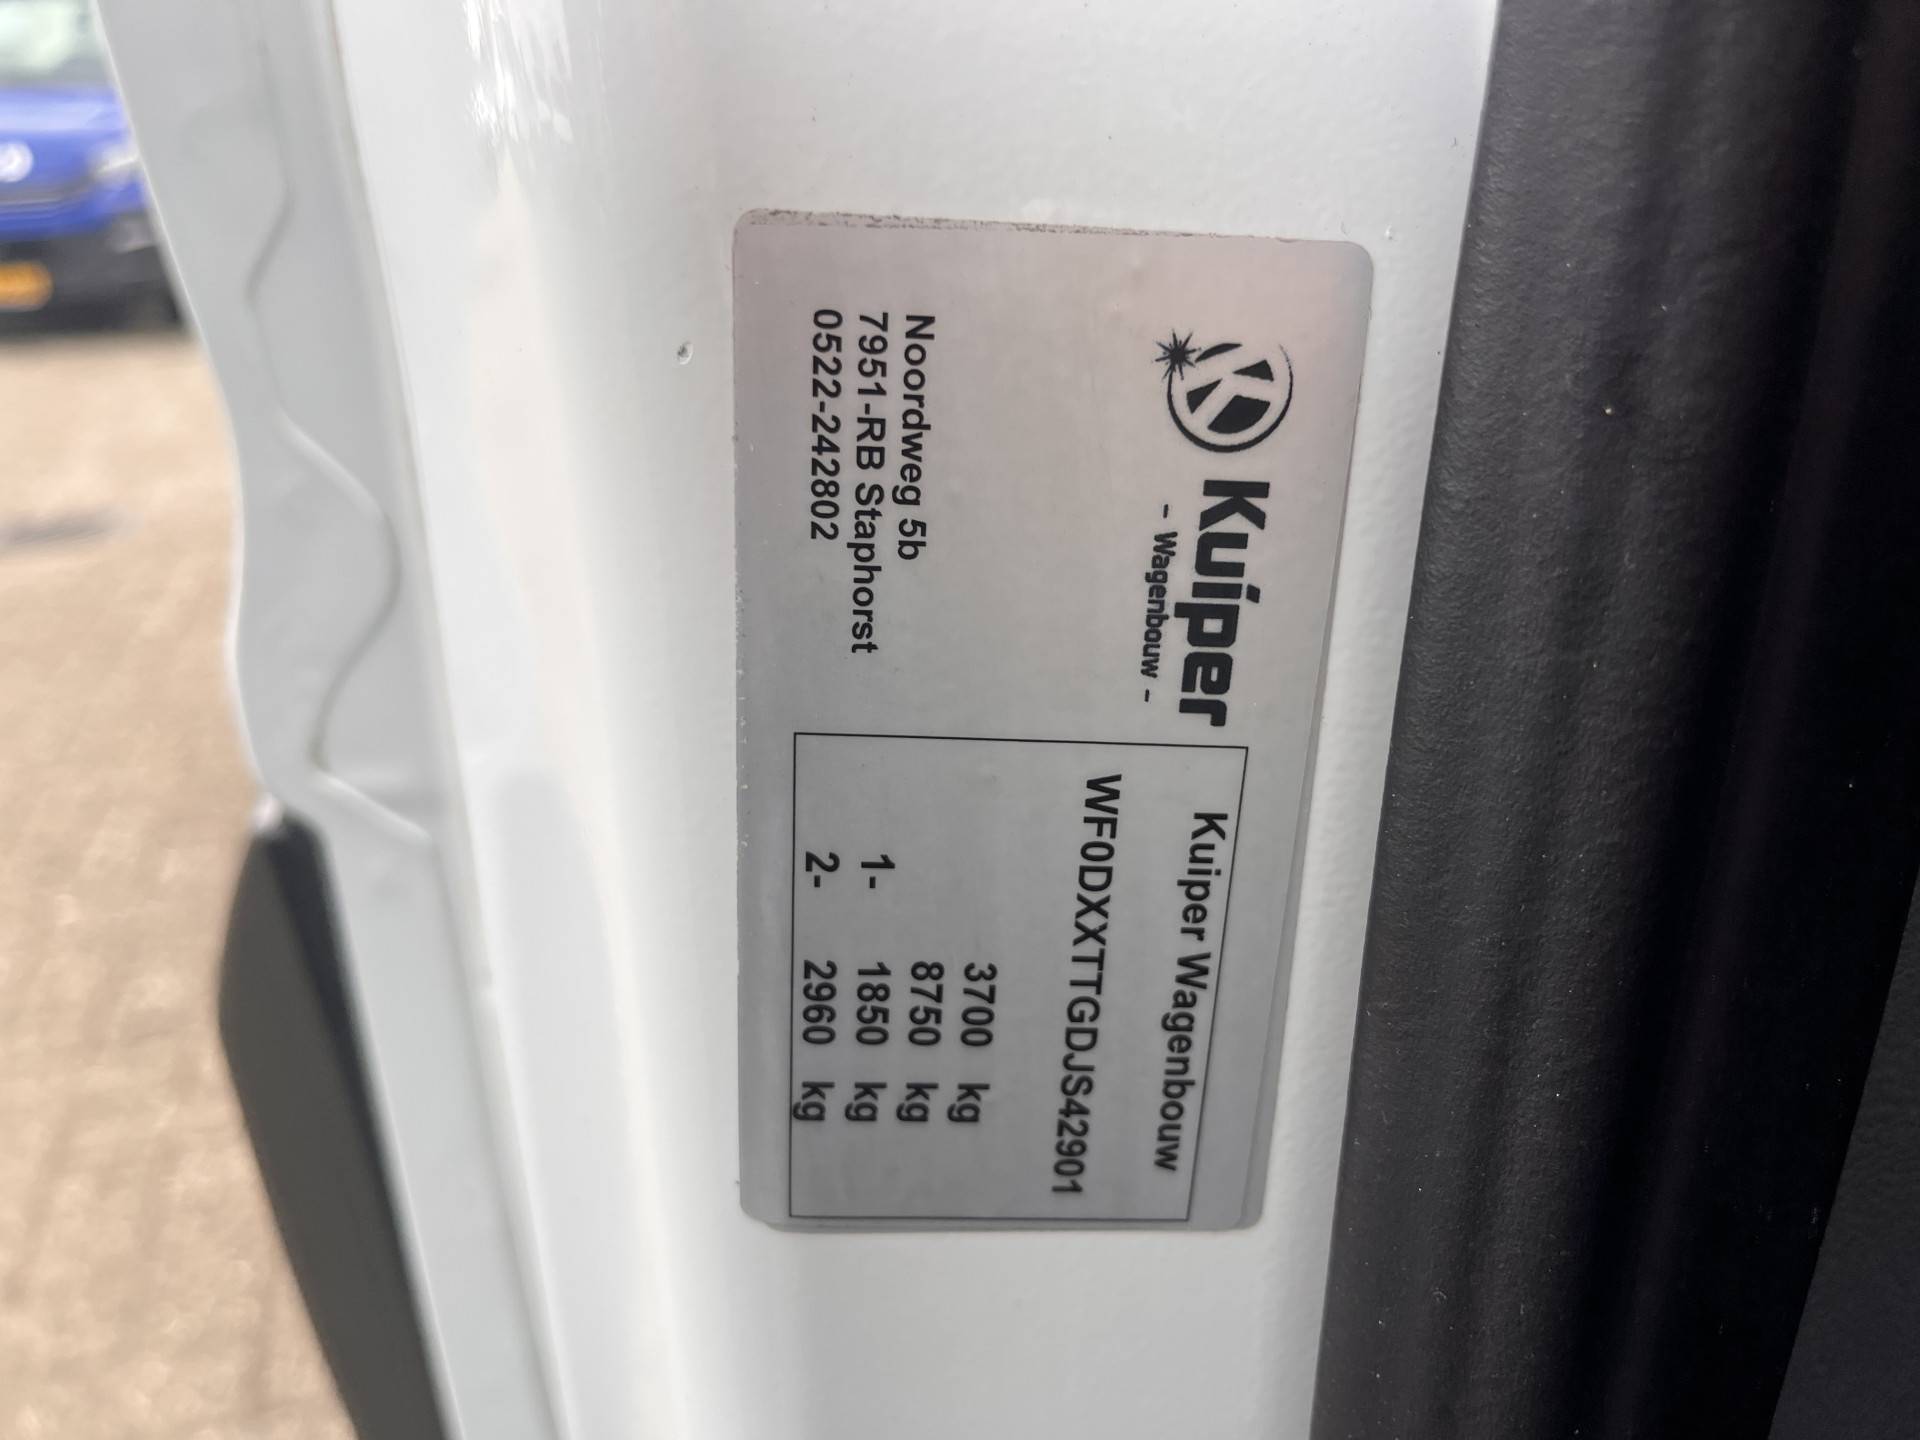 Kuiper
- Wagenbouw -
Noordweg 5b
7951-RB Staphorst
0522-242802
Kuiper Wagenbouw
WF0DXXTTGDJS42901
3700 kg
8750 kg
1- 1850 kg
2- 2960 kg